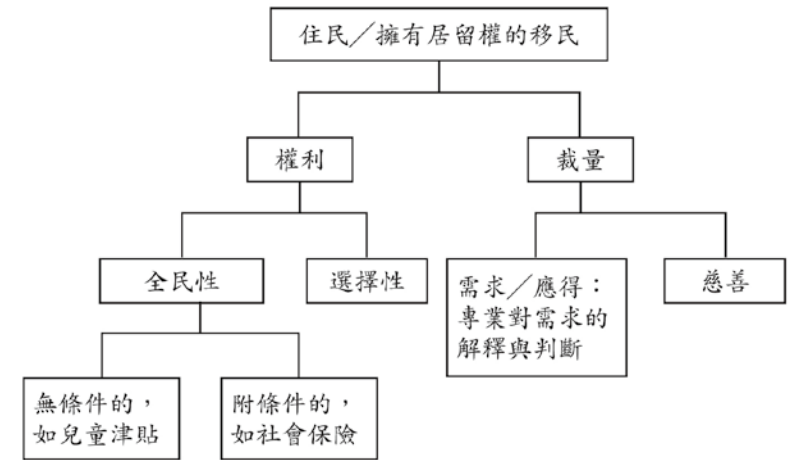 住民／擁有居留權的移民
權利
裁量
全民性
選擇性
需求／應得：
專業對需求的
解釋與判斷
慈善
無條件的，
如兒童津貼
附條件的，
如社會保險